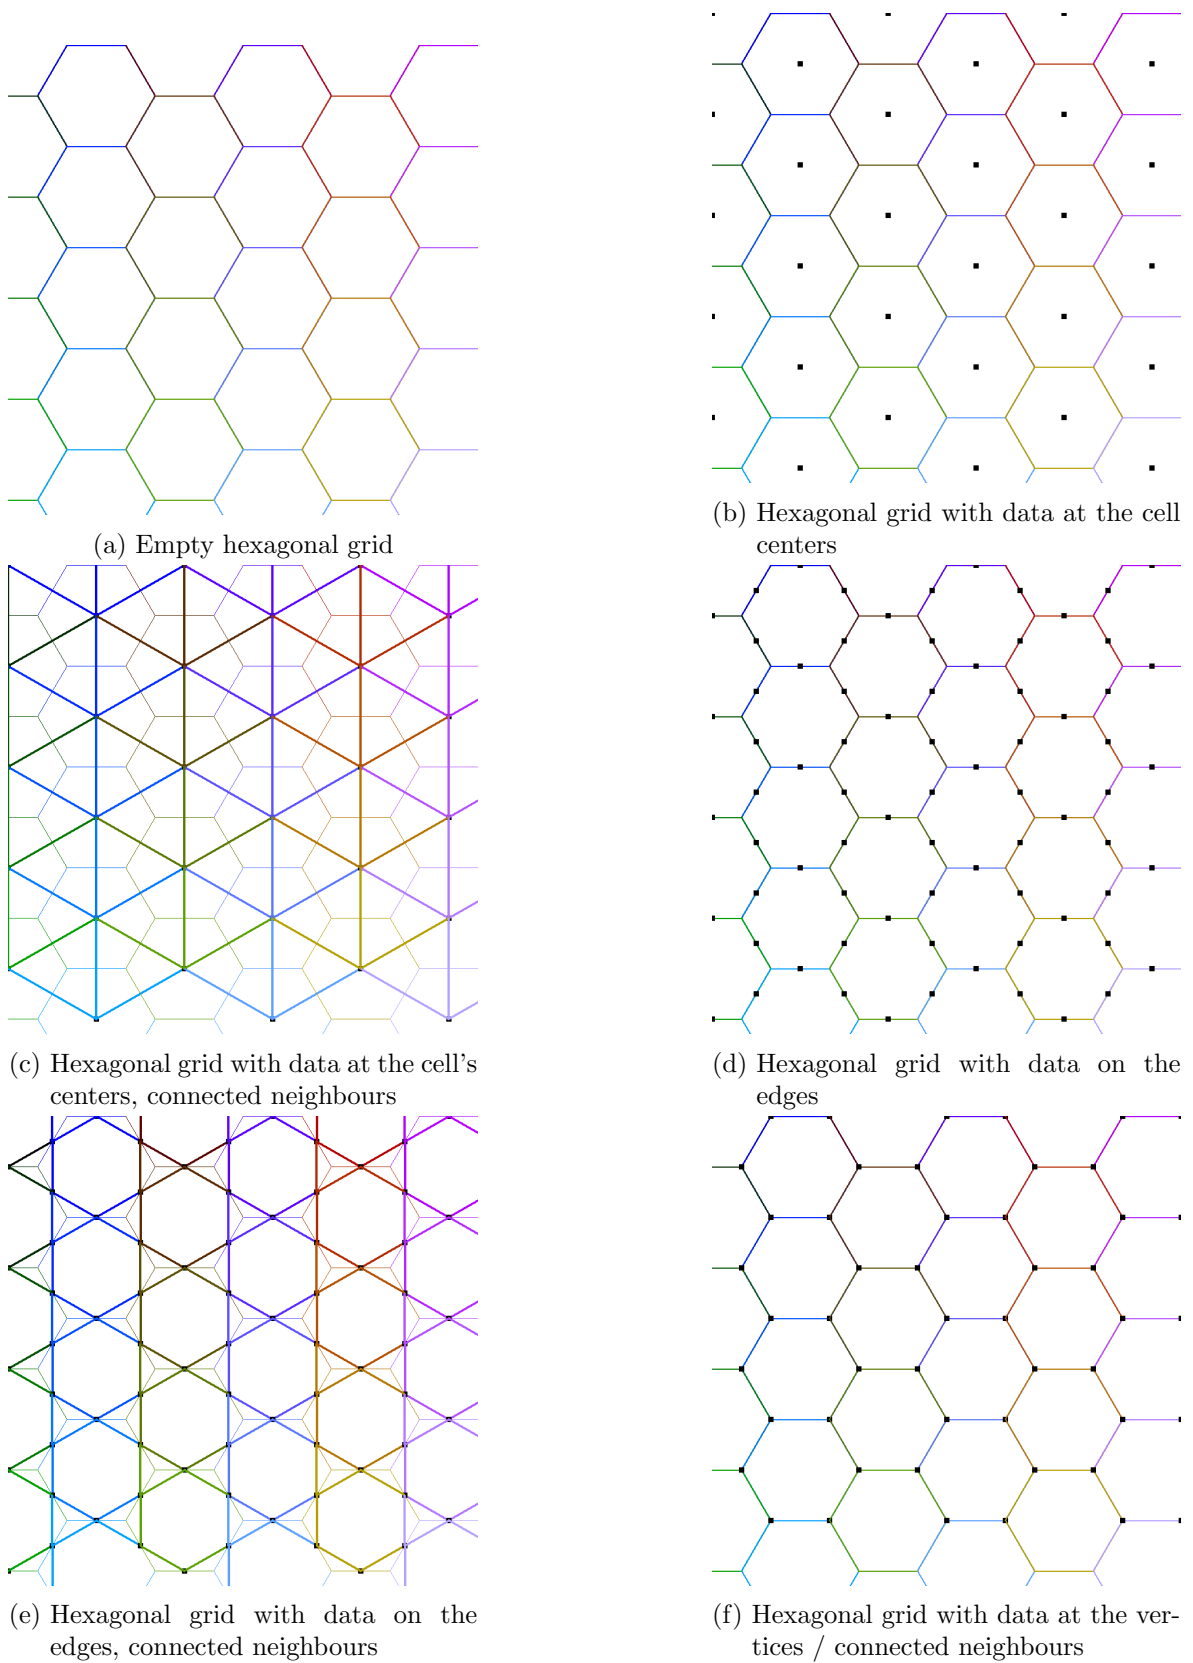 (a) Empty hexagonal grid
(b) Hexagonal grid with data at the cell
centers
(c) Hexagonal grid with data at the cell's
centers, connected neighbours
(d) Hexagonal grid with data on the
edges
(e) Hexagonal grid with data on the
edges, connected neighbours
(f) Hexagonal grid with data at the ver-
tices / connected neighbours